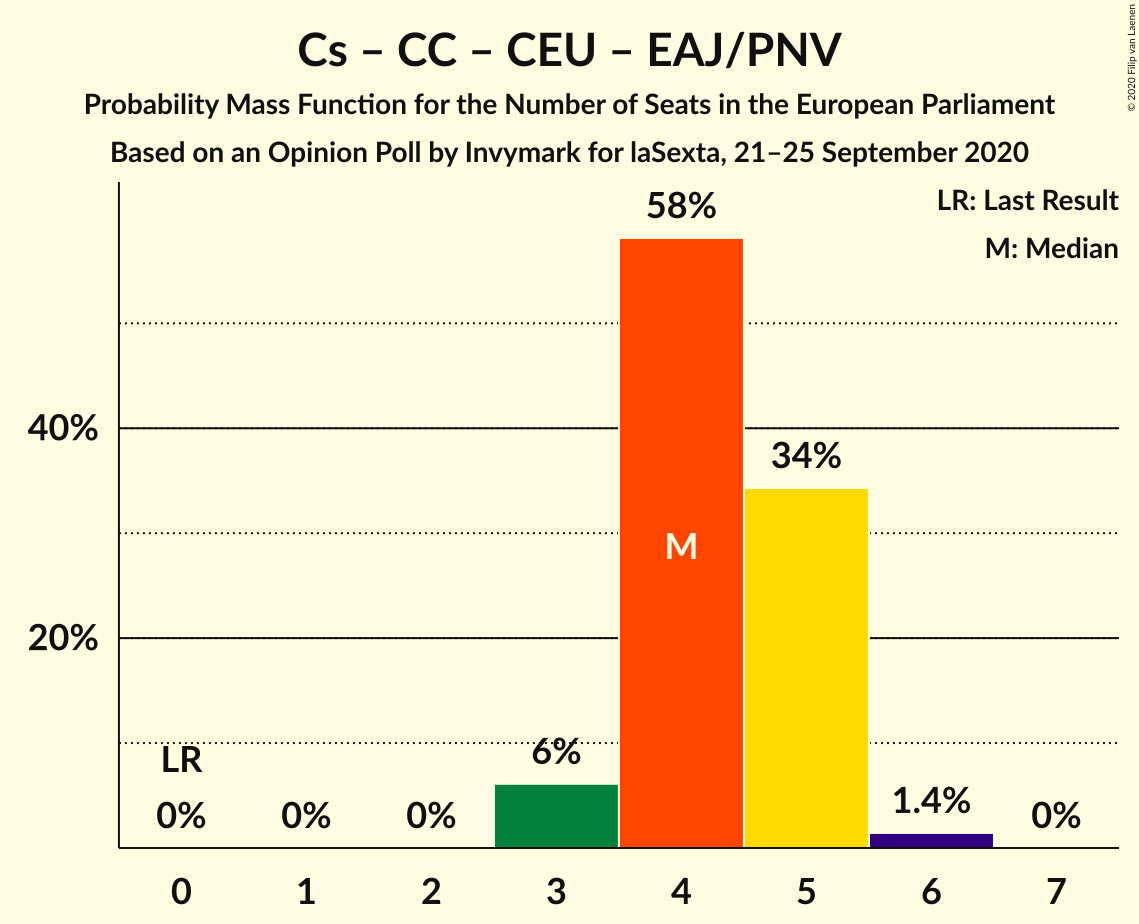 Cs – CC – CEU – EAJ/PNV
Probability Mass Function for the Number of Seats in the European Parliament
Based on an Opinion Poll by Invymark for laSexta, 21–25 September 2020
© 2020 Filip van Laenen
LR: Last Result
M: Median
58%
40%
34%
M
20%
LR
6%
0% 0% 0% 1.4% 0%
0 1 2 3 4 5 6 7